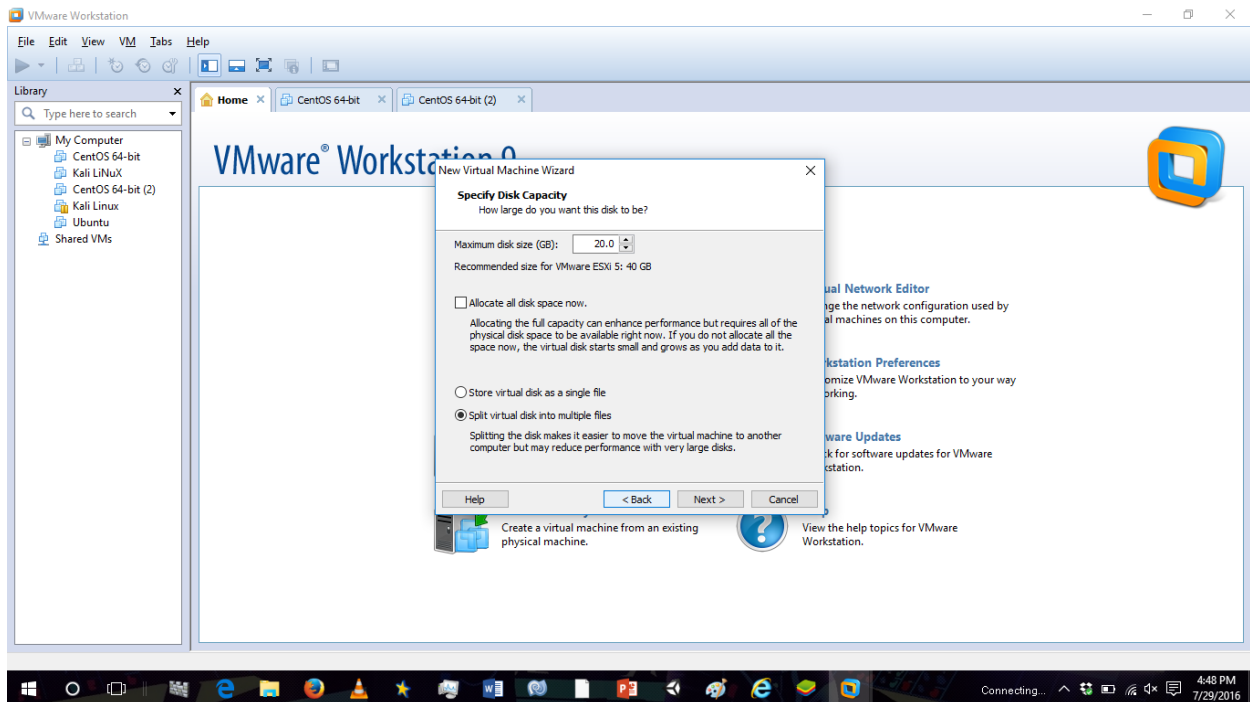 VMware Workstation
File Edit View VM Tabs Help
Library
Type here to search
My Computer
CentOS 64-bit
Kali LiNuX
CentOS 64-bit (2)
Kali Linux
Ubuntu
Shared VMs
Home
CentOS 64-bit
CentOS 64-bit (2)
VMware® Workstation 9
New Virtual Machine Wizard
Specify Disk Capacity
How large do you want this disk to be?
Maximum disk size (GB): 20.0
Recommended size for VMware ESXi 5: 40 GB
Allocate all disk space now.
Allocating the full capacity can enhance performance but requires all of the
physical disk space to be available right now. If you do not allocate all the
space now, the virtual disk starts small and grows as you add data to it.
Store virtual disk as a single file
Split virtual disk into multiple files
Splitting the disk makes it easier to move the virtual machine to another
computer but may reduce performance with very large disks.
Help < Back Next > Cancel
ual Network Editor
nge the network configuration used by
al machines on this computer.
kstation Preferences
omize VMware Workstation to your way
orking.
ware Updates
k for software updates for VMware
kstation.
Create a virtual machine from an existing
physical machine.
View the help topics for VMware
Workstation.
Connecting...
4:48 PM
7/29/2016